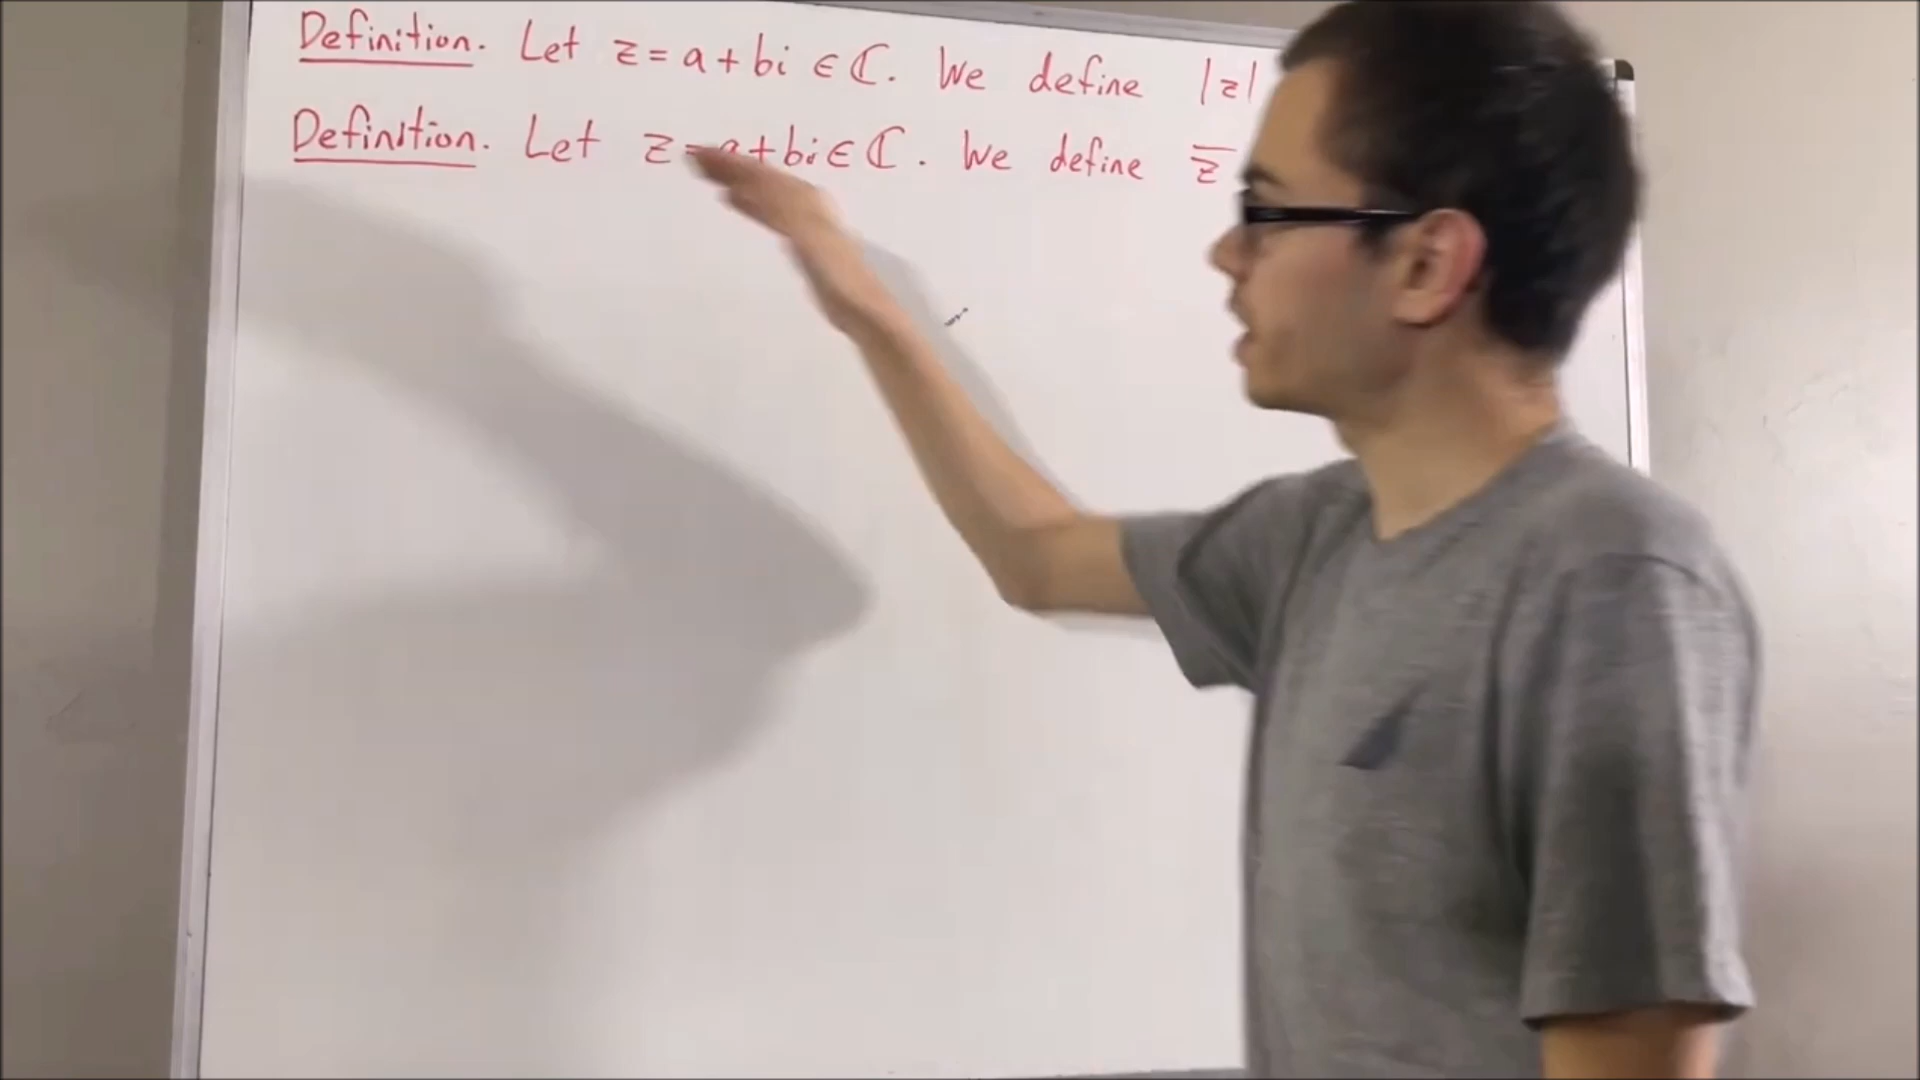 Definition. Let z = a + bi ∈ ℂ. We define |z|
Definition. Let z = a + bi ∈ ℂ. We define z̅